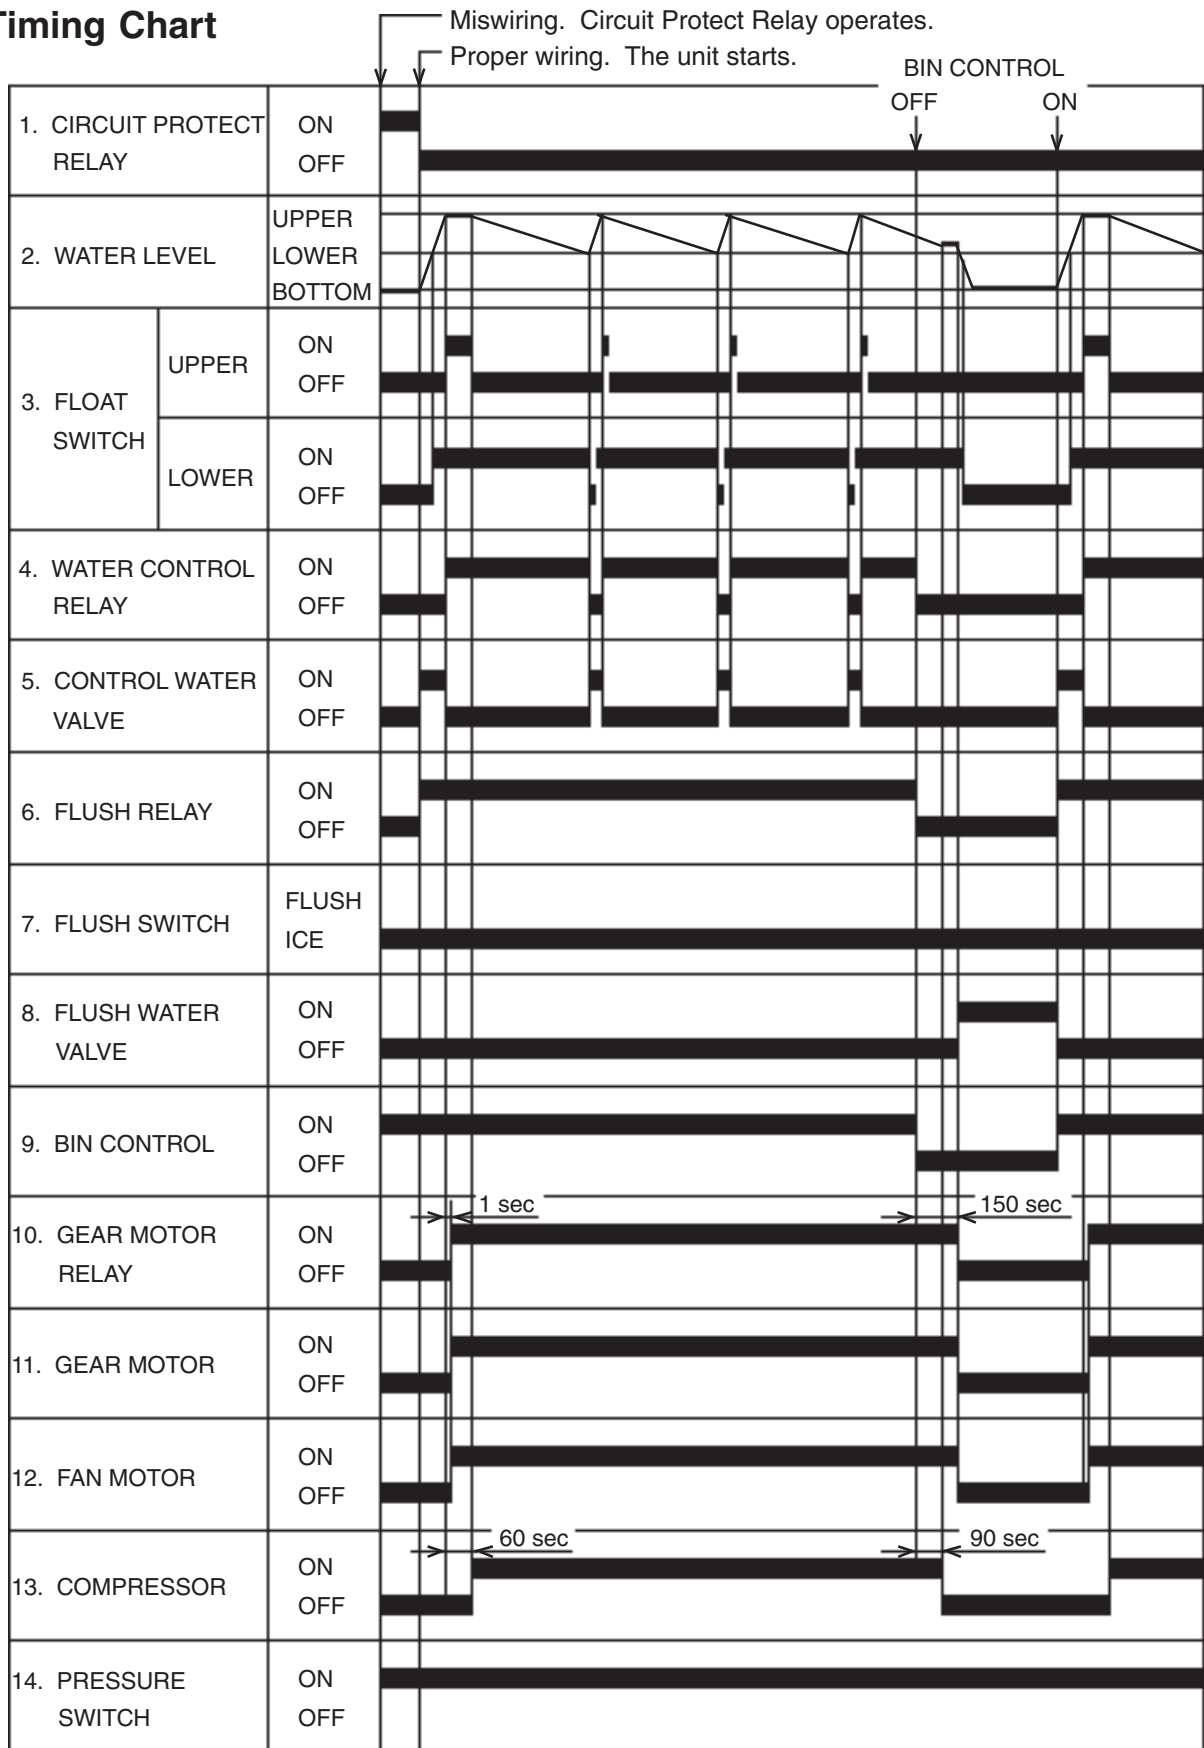 Timing Chart
Miswiring. Circuit Protect Relay operates.
Proper wiring. The unit starts.
BIN CONTROL
OFF ON
1. CIRCUIT PROTECT ON
RELAY OFF
UPPER
2. WATER LEVEL LOWER
BOTTOM
3. FLOAT
SWITCH
UPPER
ON
OFF
LOWER
ON
OFF
4. WATER CONTROL ON
RELAY OFF
5. CONTROL WATER ON
VALVE OFF
6. FLUSH RELAY
ON
OFF
7. FLUSH SWITCH
FLUSH
ICE
8. FLUSH WATER ON
VALVE OFF
9. BIN CONTROL
ON
OFF
1 sec 150 sec
10. GEAR MOTOR ON
RELAY OFF
11. GEAR MOTOR
ON
OFF
12. FAN MOTOR
ON
OFF
60 sec 90 sec
13. COMPRESSOR
ON
OFF
14. PRESSURE ON
SWITCH OFF